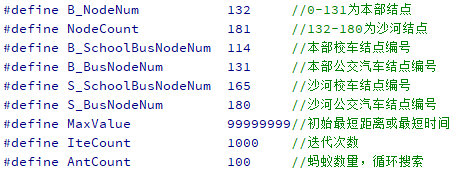 #define B_NodeNum 132 //0-131为本部结点
#define NodeCount 181 //132-180为沙河结点
#define B_SchoolBusNodeNum 114 //本部校车结点编号
#define B_BusNodeNum 131 //本部公交汽车结点编号
#define S_SchoolBusNodeNum 165 //沙河校车结点编号
#define S_BusNodeNum 180 //沙河公交汽车结点编号
#define MaxValue 99999999//初始最短距离或最短时间
#define IteCount 1000 //迭代次数
#define AntCount 100 //蚂蚁数量，循环搜索